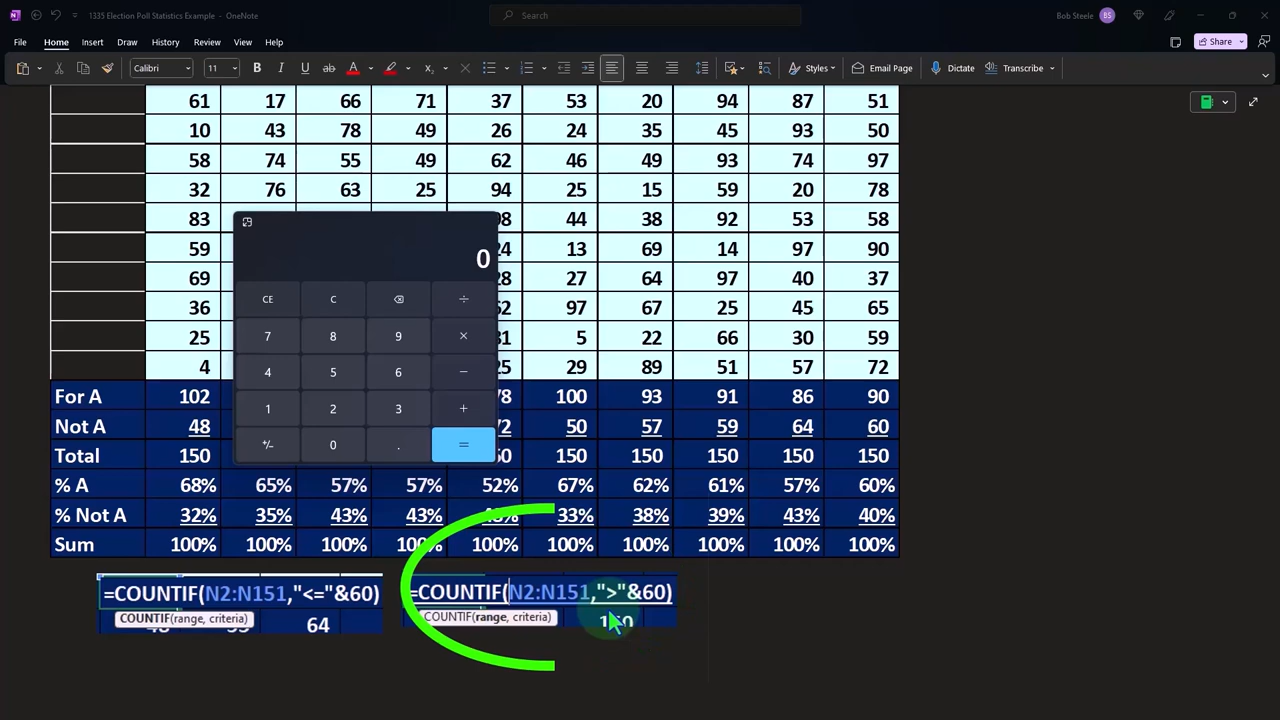 1335 Election Poll Statistics Example - OneNote
Search
Bob Steele BS
File Home Insert Draw History Review View Help
Share
Calibri 11 B I U ab A Styles Email Page Dictate Transcribe
61 17 66 71 37 53 20 94 87 51
10 43 78 49 26 24 35 45 93 50
58 74 55 49 62 46 49 93 74 97
32 76 63 25 94 25 15 59 20 78
83 44 38 92 53 58
59 13 69 14 97 90
69 27 64 97 40 37
36 97 67 25 45 65
25 5 22 66 30 59
4 29 89 51 57 72
0
CE C ÷
7 8 9 ×
4 5 6 −
1 2 3 +
+/− 0 . =
For A 102 100 93 91 86 90
Not A 48 50 57 59 64 60
Total 150 150 150 150 150 150
% A 68% 65% 57% 57% 52% 67% 62% 61% 57% 60%
% Not A 32% 35% 43% 43% 48% 33% 38% 39% 43% 40%
Sum 100% 100% 100% 100% 100% 100% 100% 100% 100% 100%
=COUNTIF(N2:N151,"<="&60)
COUNTIF(range, criteria)
64
=COUNTIF(N2:N151,">"&60)
COUNTIF(range, criteria)